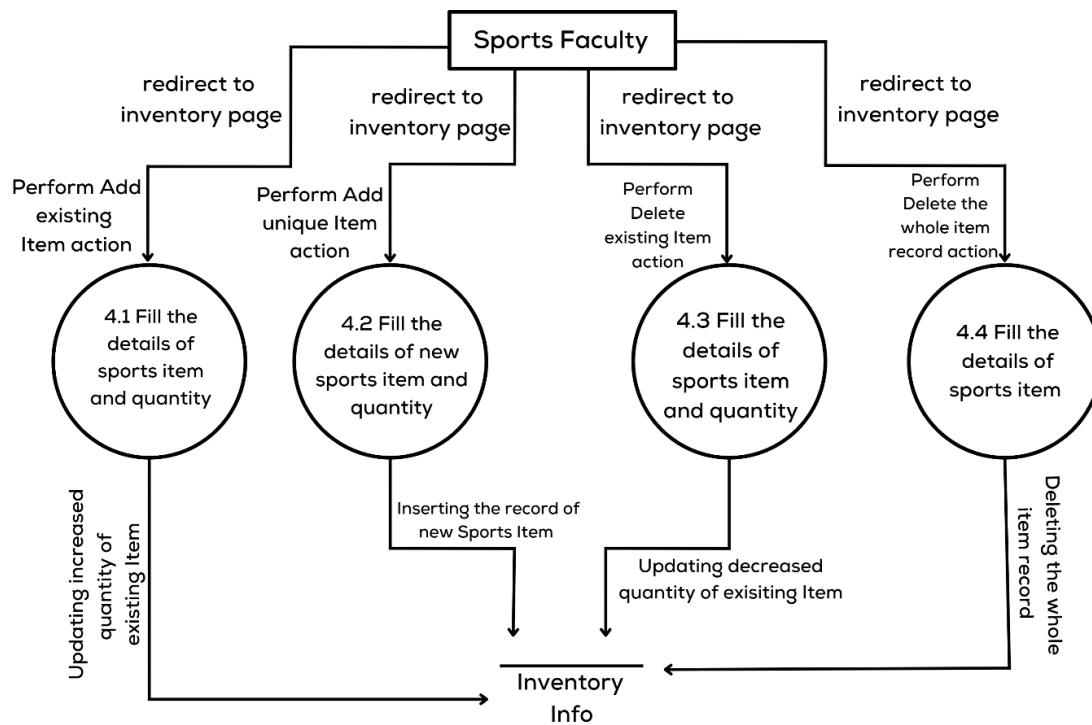 Sports Faculty
redirect to
inventory page
redirect to
inventory page
redirect to
inventory page
redirect to
inventory page
Perform Add
existing
Item action
Perform Add
unique Item
action
Perform
Delete
existing Item
action
Perform
Delete the
whole item
record action
4.1 Fill the
details of
sports item
and quantity
4.2 Fill the
details of new
sports item and
quantity
4.3 Fill the
details of
sports item
and quantity
4.4 Fill the
details of
sports item
Updating increased
quantity of
existing Item
Inserting the record of
new Sports Item
Updating decreased
quantity of exisiting Item
Deleting the whole
item record
Inventory
Info